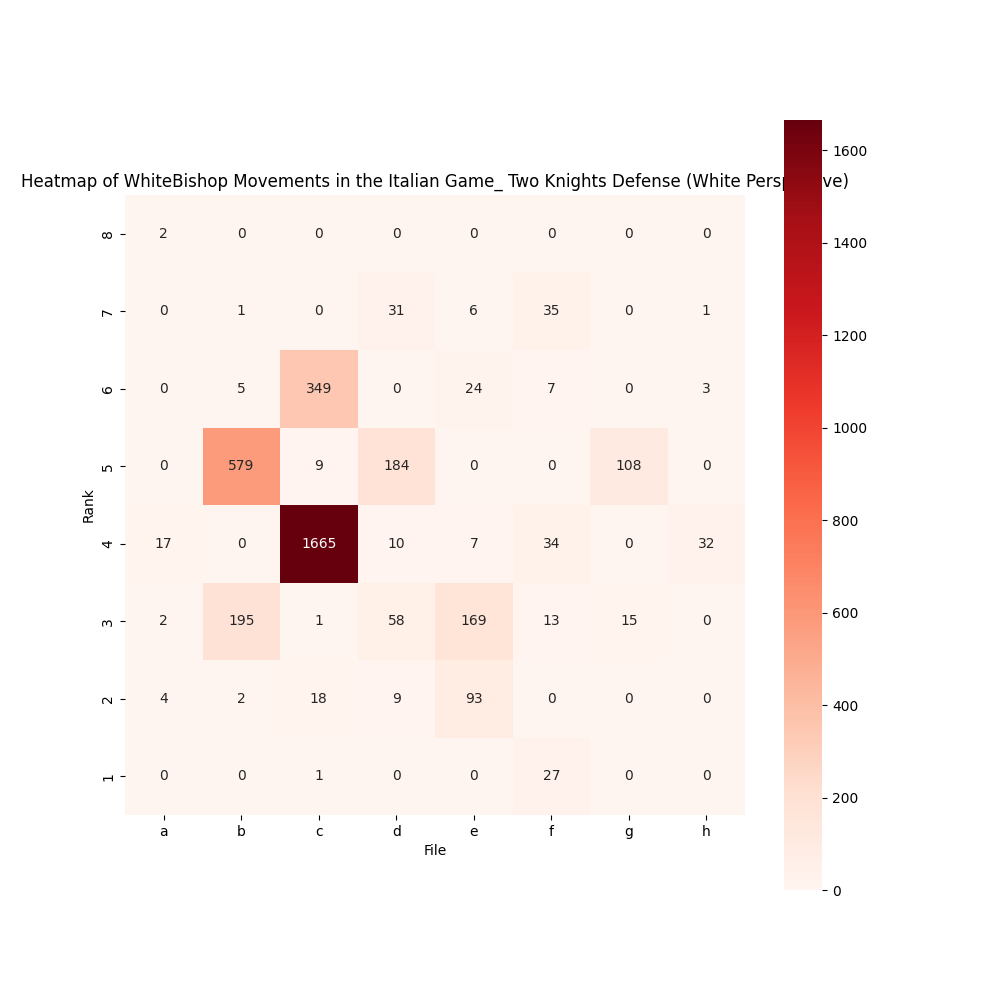 Heatmap of WhiteBishop Movements in the Italian Game_ Two Knights Defense (White Perspective)
1600
1400
1200
1000
800
600
400
200
0
Rank
8 2 0 0 0 0 0 0 0
7 0 1 0 31 6 35 0 1
6 0 5 349 0 24 7 0 3
5 0 579 9 184 0 0 108 0
4 17 0 1665 10 7 34 0 32
3 2 195 1 58 169 13 15 0
2 4 2 18 9 93 0 0 0
1 0 0 1 0 0 27 0 0
a b c d e f g h
File